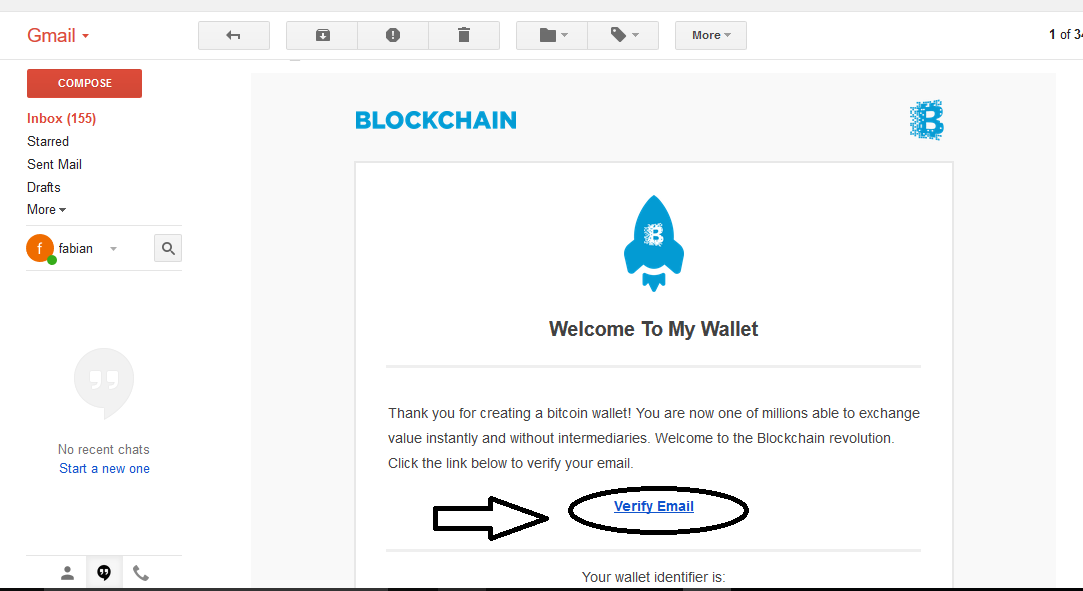 Gmail
More
1 of 34
COMPOSE
Inbox (155)
Starred
Sent Mail
Drafts
More
f fabian
No recent chats
Start a new one
BLOCKCHAIN
B
B
Welcome To My Wallet
Thank you for creating a bitcoin wallet! You are now one of millions able to exchange
value instantly and without intermediaries. Welcome to the Blockchain revolution.
Click the link below to verify your email.
Verify Email
Your wallet identifier is: